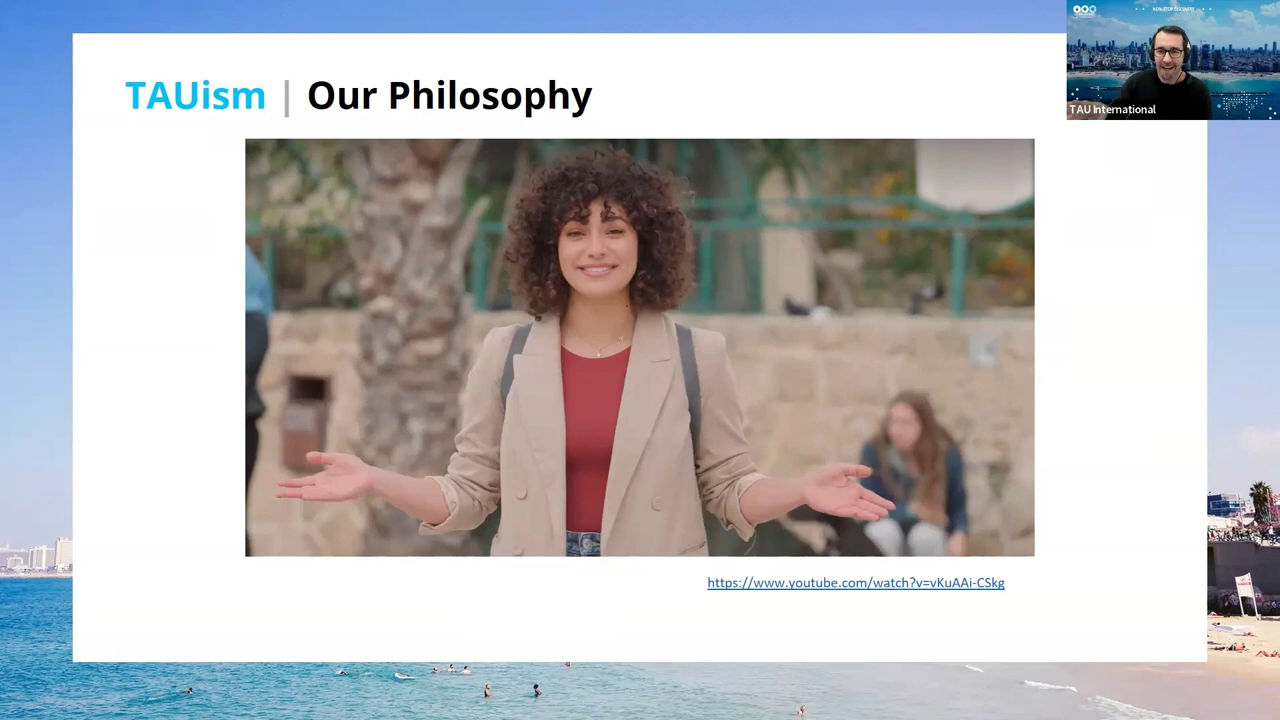 TAUism | Our Philosophy
TAU International
https://www.youtube.com/watch?v=vKuAAi-CSkg